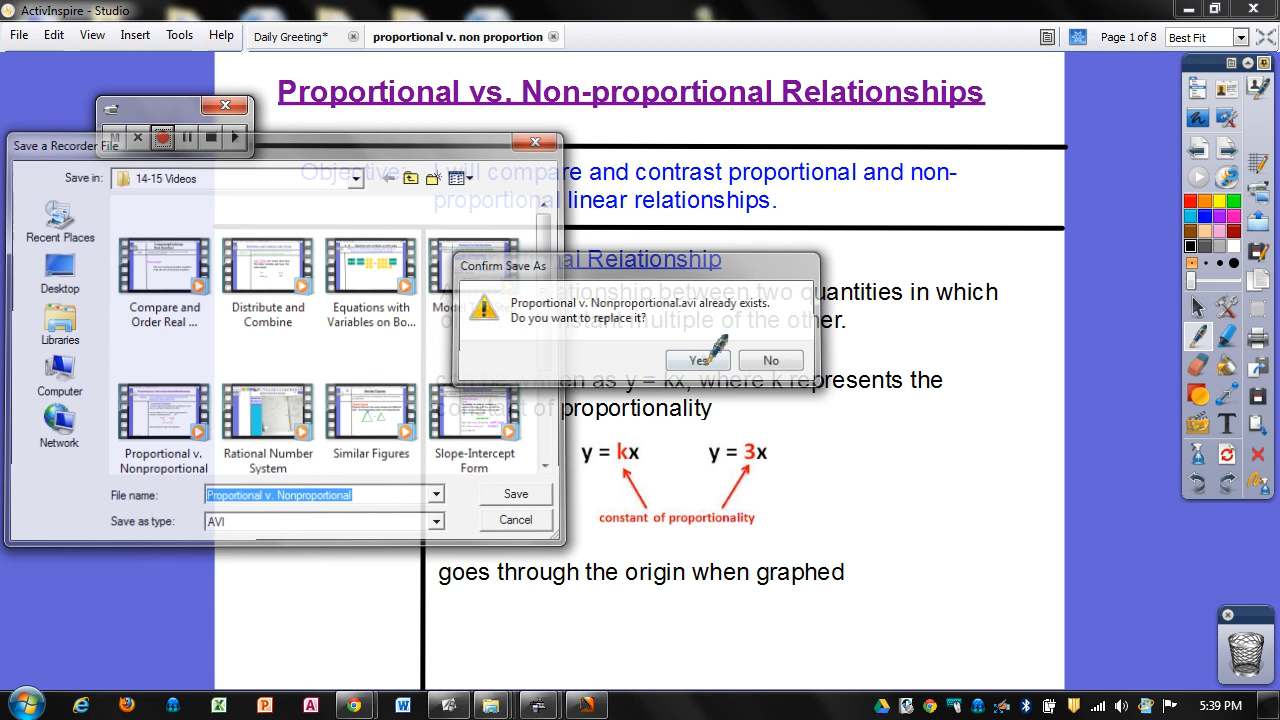 ActivInspire - Studio
File Edit View Insert Tools Help
Daily Greeting*
proportional v. non proportion
Page 1 of 8
Best Fit
Proportional vs. Non-proportional Relationships
Objective: I will compare and contrast proportional and non-
proportional linear relationships.
Save a Recorder File
Save in:
14-15 Videos
Recent Places
Desktop
Libraries
Computer
Network
Compare and
Order Real ...
Distribute and
Combine
Equations with
Variables on Bo...
Proportional v.
Nonproportional
Rational Number
System
Similar Figures
Slope-Intercept
Form
File name:
Proportional v. Nonproportional
Save
Save as type:
AVI
Cancel
Confirm Save As
Proportional v. Nonproportional.avi already exists.
Do you want to replace it?
Yes
No
Relationship
relationship between two quantities in which
constant multiple of the other.
as y = kx, where k represents the
constant of proportionality
y = kx
y = 3x
constant of proportionality
goes through the origin when graphed
5:39 PM